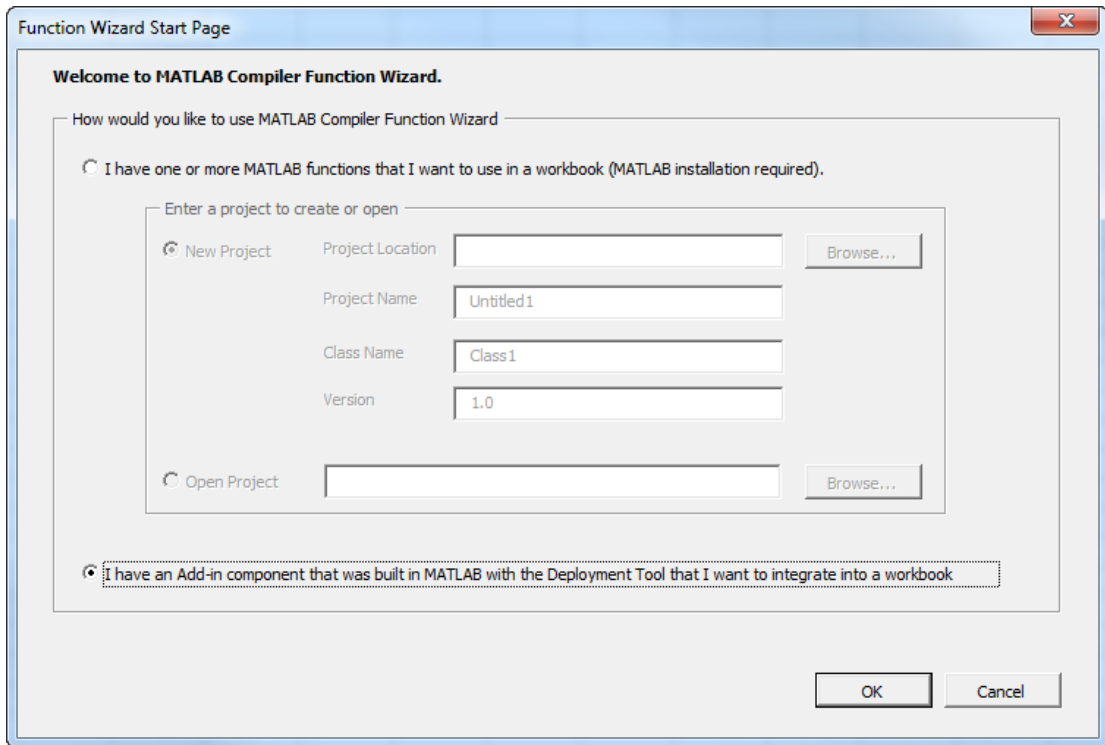 Function Wizard Start Page
Welcome to MATLAB Compiler Function Wizard.
How would you like to use MATLAB Compiler Function Wizard
I have one or more MATLAB functions that I want to use in a workbook (MATLAB installation required).
Enter a project to create or open
New Project Project Location Browse...
Project Name Untitled1
Class Name Class1
Version 1.0
Open Project Browse...
I have an Add-in component that was built in MATLAB with the Deployment Tool that I want to integrate into a workbook
OK Cancel